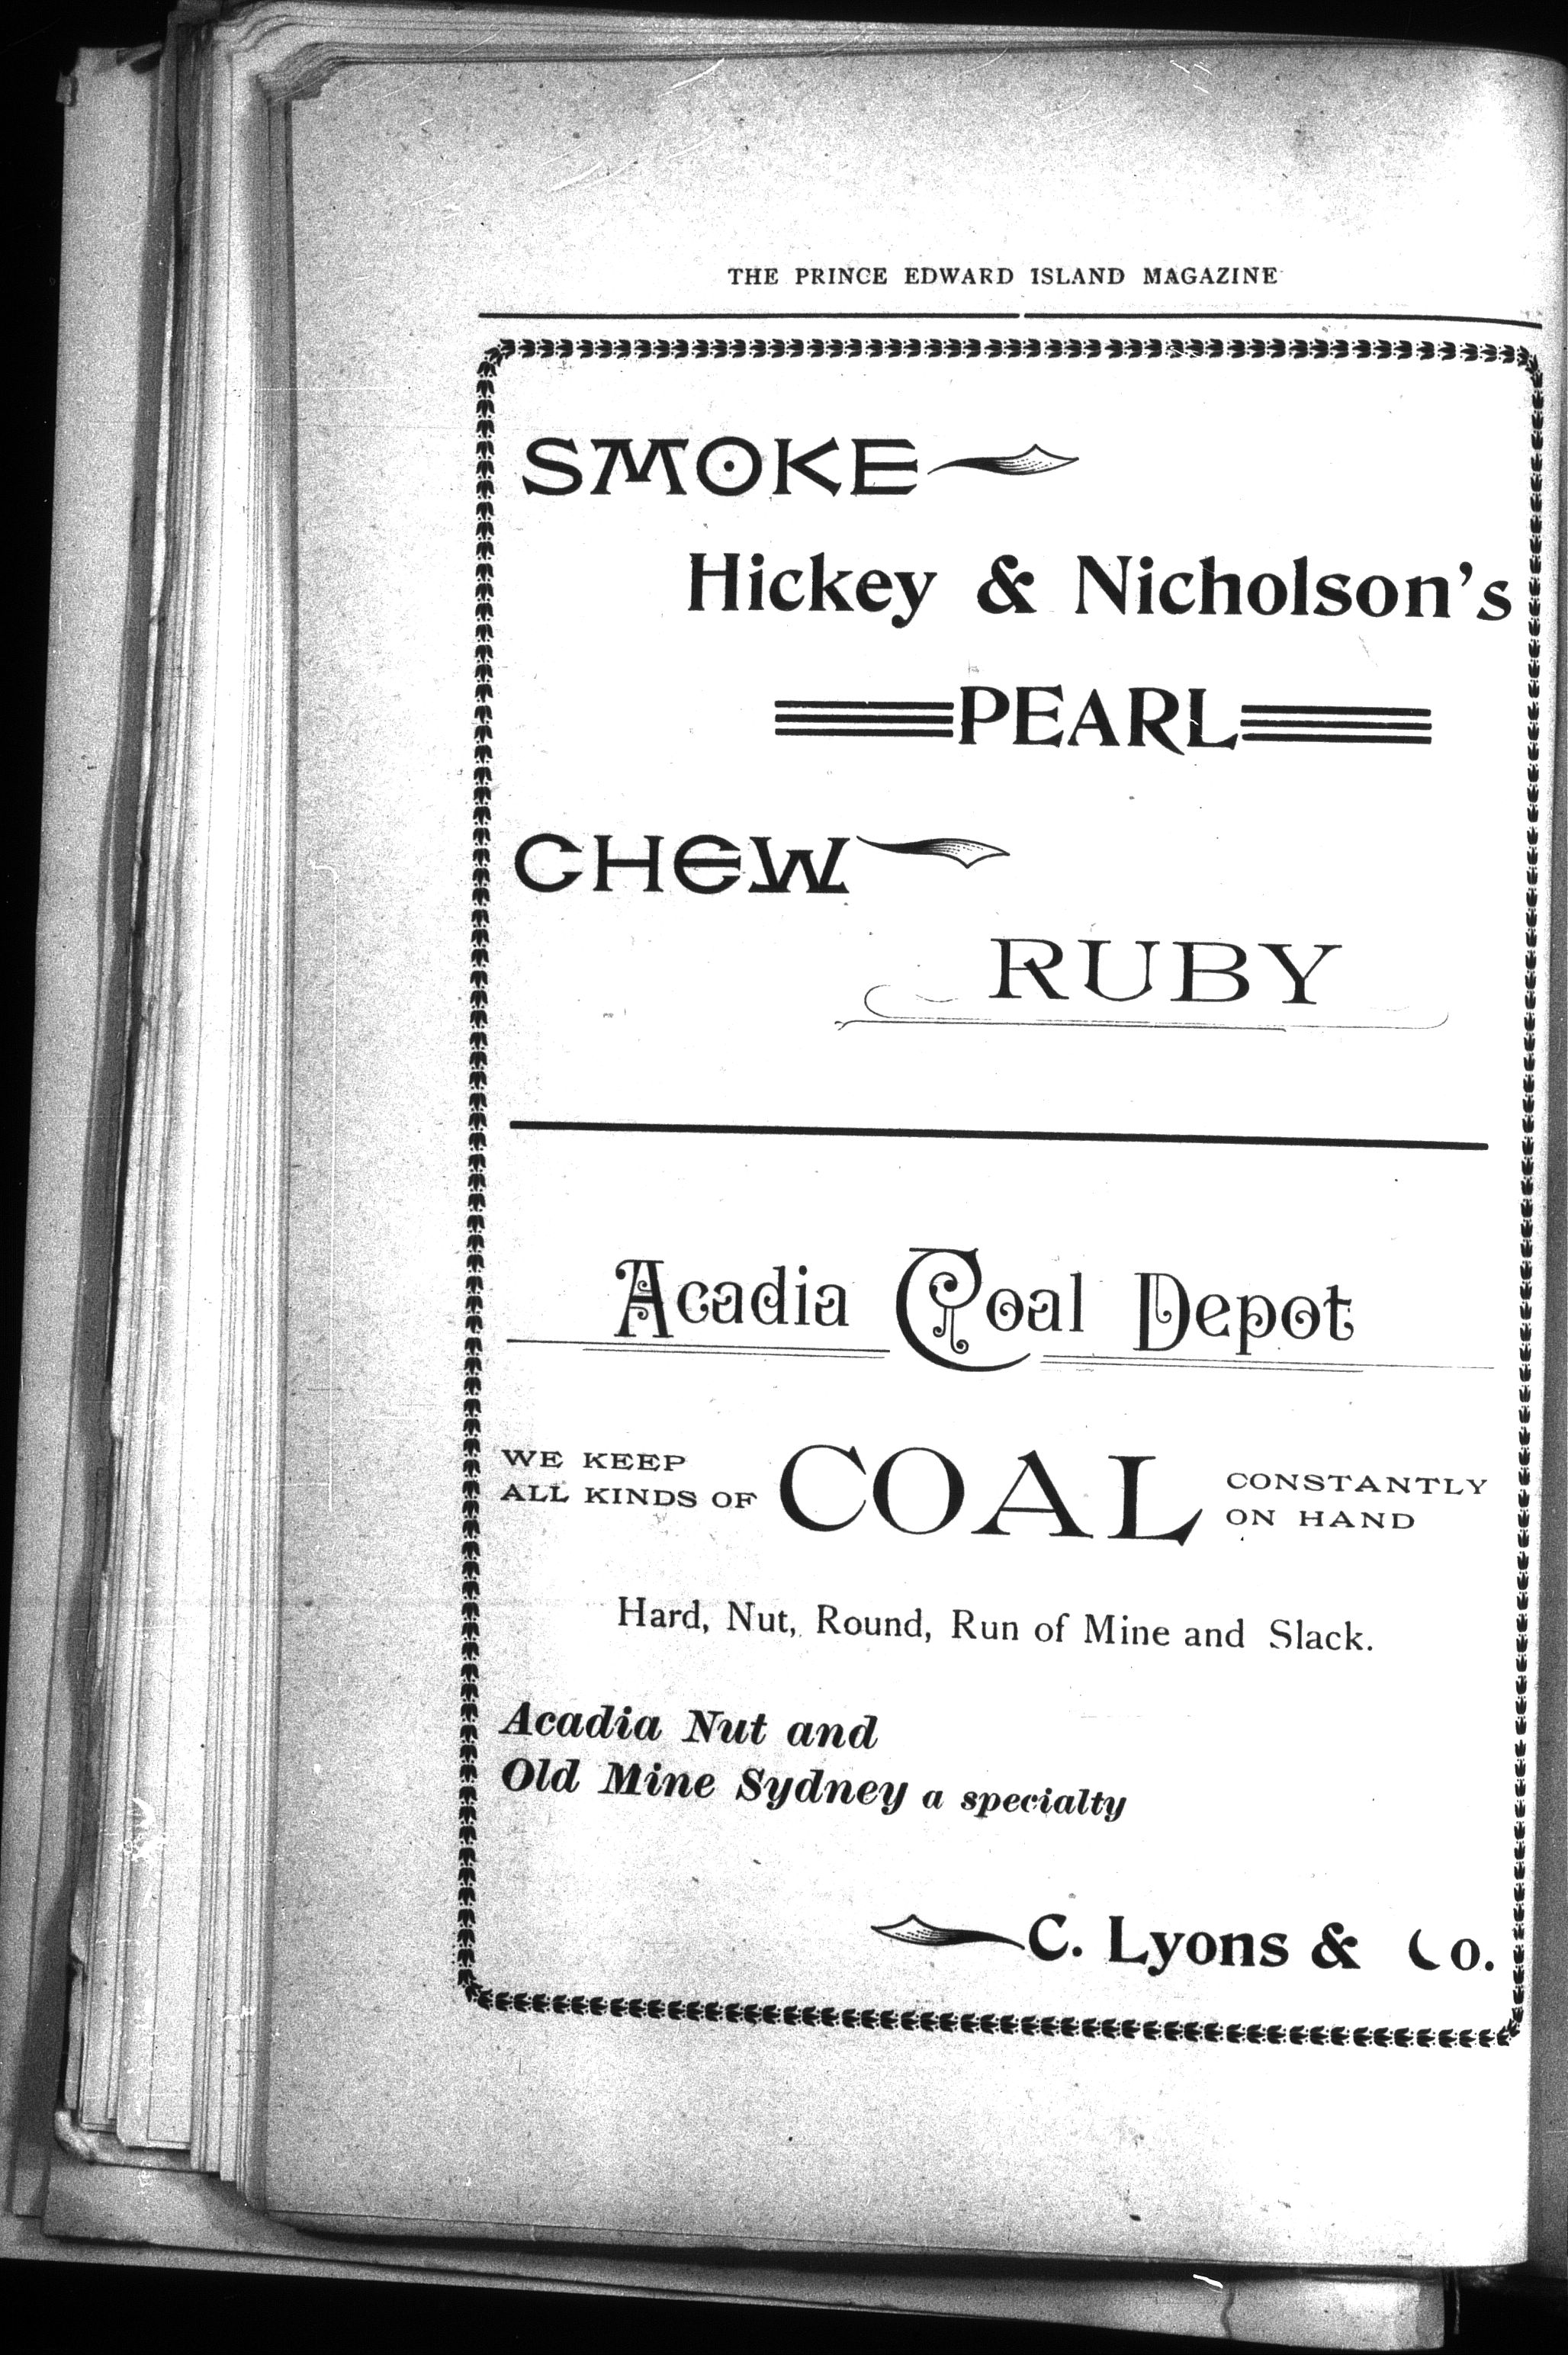 THE PRINCE EDWARD ISLAND MAGAZINE
SMOKE
Hickey & Nicholson's
PEARL
CHEW
RUBY
Acadia Coal Depot
WE KEEP
ALL KINDS OF COAL CONSTANTLY
ON HAND
Hard, Nut, Round, Run of Mine and Slack.
Acadia Nut and
Old Mine Sydney a specialty
C. Lyons & Co.